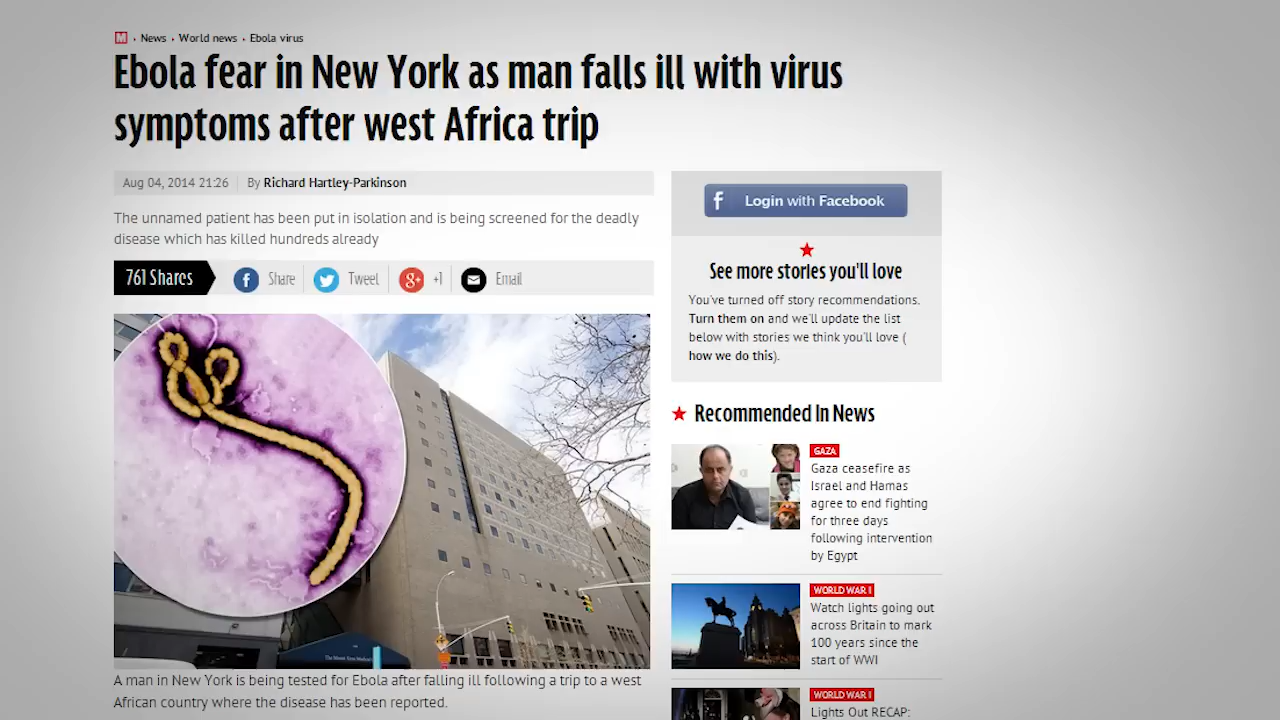 M News World news Ebola virus
Ebola fear in New York as man falls ill with virus
symptoms after west Africa trip
Aug 04, 2014 21:26 By Richard Hartley-Parkinson
The unnamed patient has been put in isolation and is being screened for the deadly
disease which has killed hundreds already
761 Shares Share Tweet +1 Email
The Mount Sinai Medical
A man in New York is being tested for Ebola after falling ill following a trip to a west
African country where the disease has been reported.
Login with Facebook
See more stories you'll love
You've turned off story recommendations.
Turn them on and we'll update the list
below with stories we think you'll love (
how we do this).
Recommended In News
GAZA
Gaza ceasefire as
Israel and Hamas
agree to end fighting
for three days
following intervention
by Egypt
WORLD WAR I
Watch lights going out
across Britain to mark
100 years since the
start of WWI
WORLD WAR I
Lights Out RECAP: